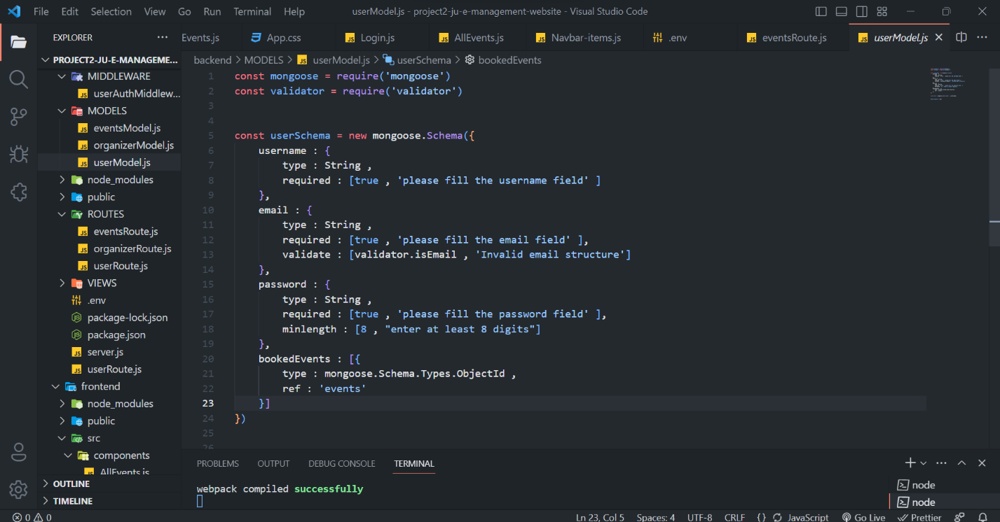 File Edit Selection View Go Run Terminal Help
userModel.js - project2-ju-e-management-website - Visual Studio Code
EXPLORER
Events.js App.css Login.js AllEvents.js Navbar-items.js .env eventsRoute.js userModel.js
PROJECT2-JU-E-MANAGEME...
MIDDLEWARE
userAuthMiddlew...
MODELS
eventsModel.js
organizerModel.js
userModel.js
node_modules
public
ROUTES
eventsRoute.js
organizerRoute.js
userRoute.js
VIEWS
.env
package-lock.json
package.json
server.js
userRoute.js
frontend
node_modules
public
src
components
AllEvents.js
OUTLINE
TIMELINE
backend > MODELS > userModel.js > userSchema > bookedEvents
1 const mongoose = require('mongoose')
2 const validator = require('validator')
3
4
5 const userSchema = new mongoose.Schema({
6 username : {
7 type : String ,
8 required : [true , 'please fill the username field' ]
9 },
10 email : {
11 type : String ,
12 required : [true , 'please fill the email field' ],
13 validate : [validator.isEmail , 'Invalid email structure']
14 },
15 password : {
16 type : String ,
17 required : [true , 'please fill the password field' ],
18 minlength : [8 , "enter at least 8 digits"]
19 },
20 bookedEvents : [{
21 type : mongoose.Schema.Types.ObjectId ,
22 ref : 'events'
23 }]
24 })
25
26
PROBLEMS OUTPUT DEBUG CONSOLE TERMINAL
webpack compiled successfully
node
node
0 0 Ln 23, Col 5 Spaces: 4 UTF-8 CRLF {} JavaScript Go Live Prettier